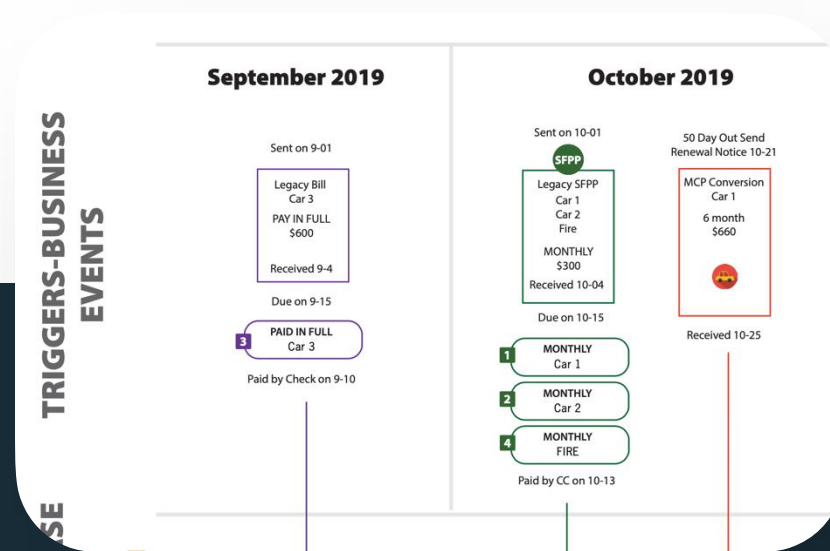 TRIGGERS-BUSINESS
EVENTS
September 2019
Sent on 9-01
Legacy Bill
Car 3
PAY IN FULL
$600
Received 9-4
Due on 9-15
3
PAID IN FULL
Car 3
Paid by Check on 9-10
October 2019
Sent on 10-01
SFPP
Legacy SFPP
Car 1
Car 2
Fire
MONTHLY
$300
Received 10-04
Due on 10-15
1
MONTHLY
Car 1
2
MONTHLY
Car 2
4
MONTHLY
FIRE
Paid by CC on 10-13
50 Day Out Send
Renewal Notice 10-21
MCP Conversion
Car 1
6 month
$660
Received 10-25